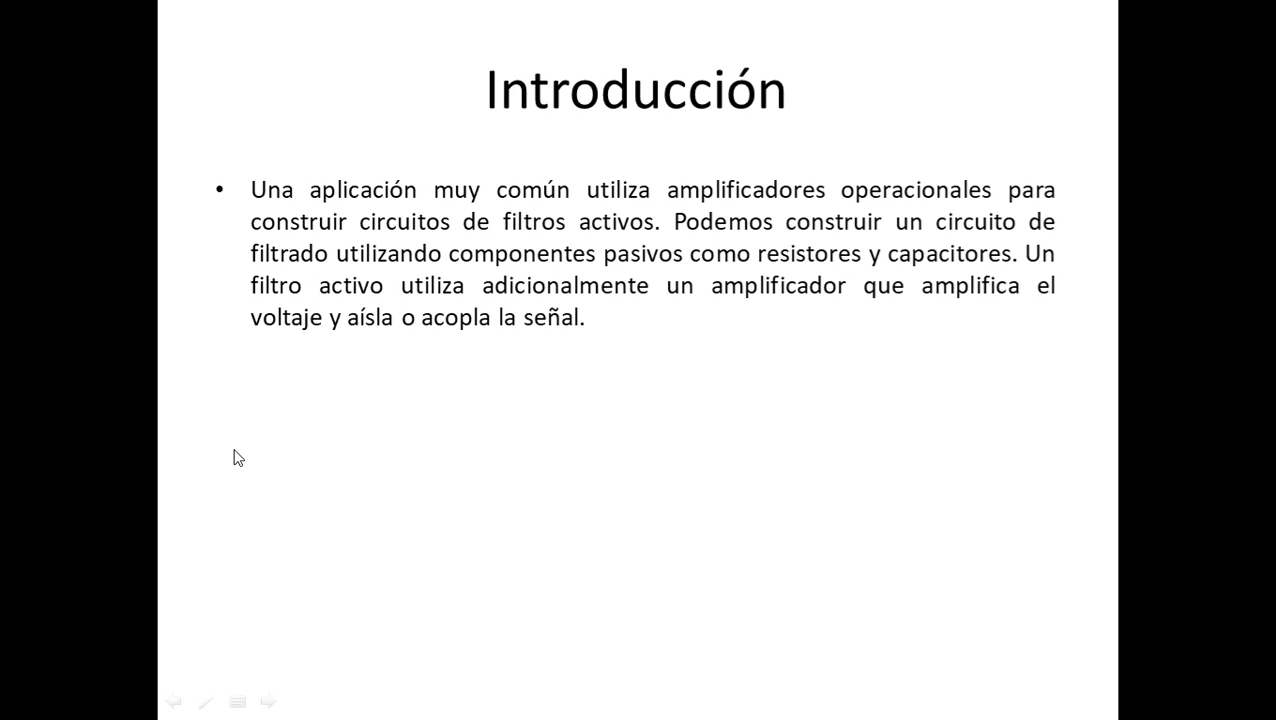 Introducción
• Una aplicación muy común utiliza amplificadores operacionales para
construir circuitos de filtros activos. Podemos construir un circuito de
filtrado utilizando componentes pasivos como resistores y capacitores. Un
filtro activo utiliza adicionalmente un amplificador que amplifica el
voltaje y aísla o acopla la señal.